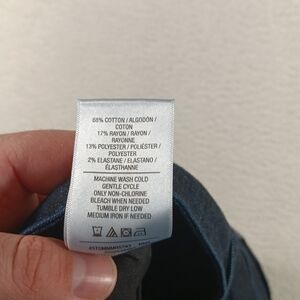 68% COTTON / ALGODÓN /
COTON
17% RAYON / RAYON /
RAYONNE
13% POLYESTER / POLIÉSTER /
POLYESTER
2% ELASTANE / ELASTANO /
ÉLASTHANNE
MACHINE WASH COLD
GENTLE CYCLE
ONLY NON-CHLORINE
BLEACH WHEN NEEDED
TUMBLE DRY LOW
MEDIUM IRON IF NEEDED